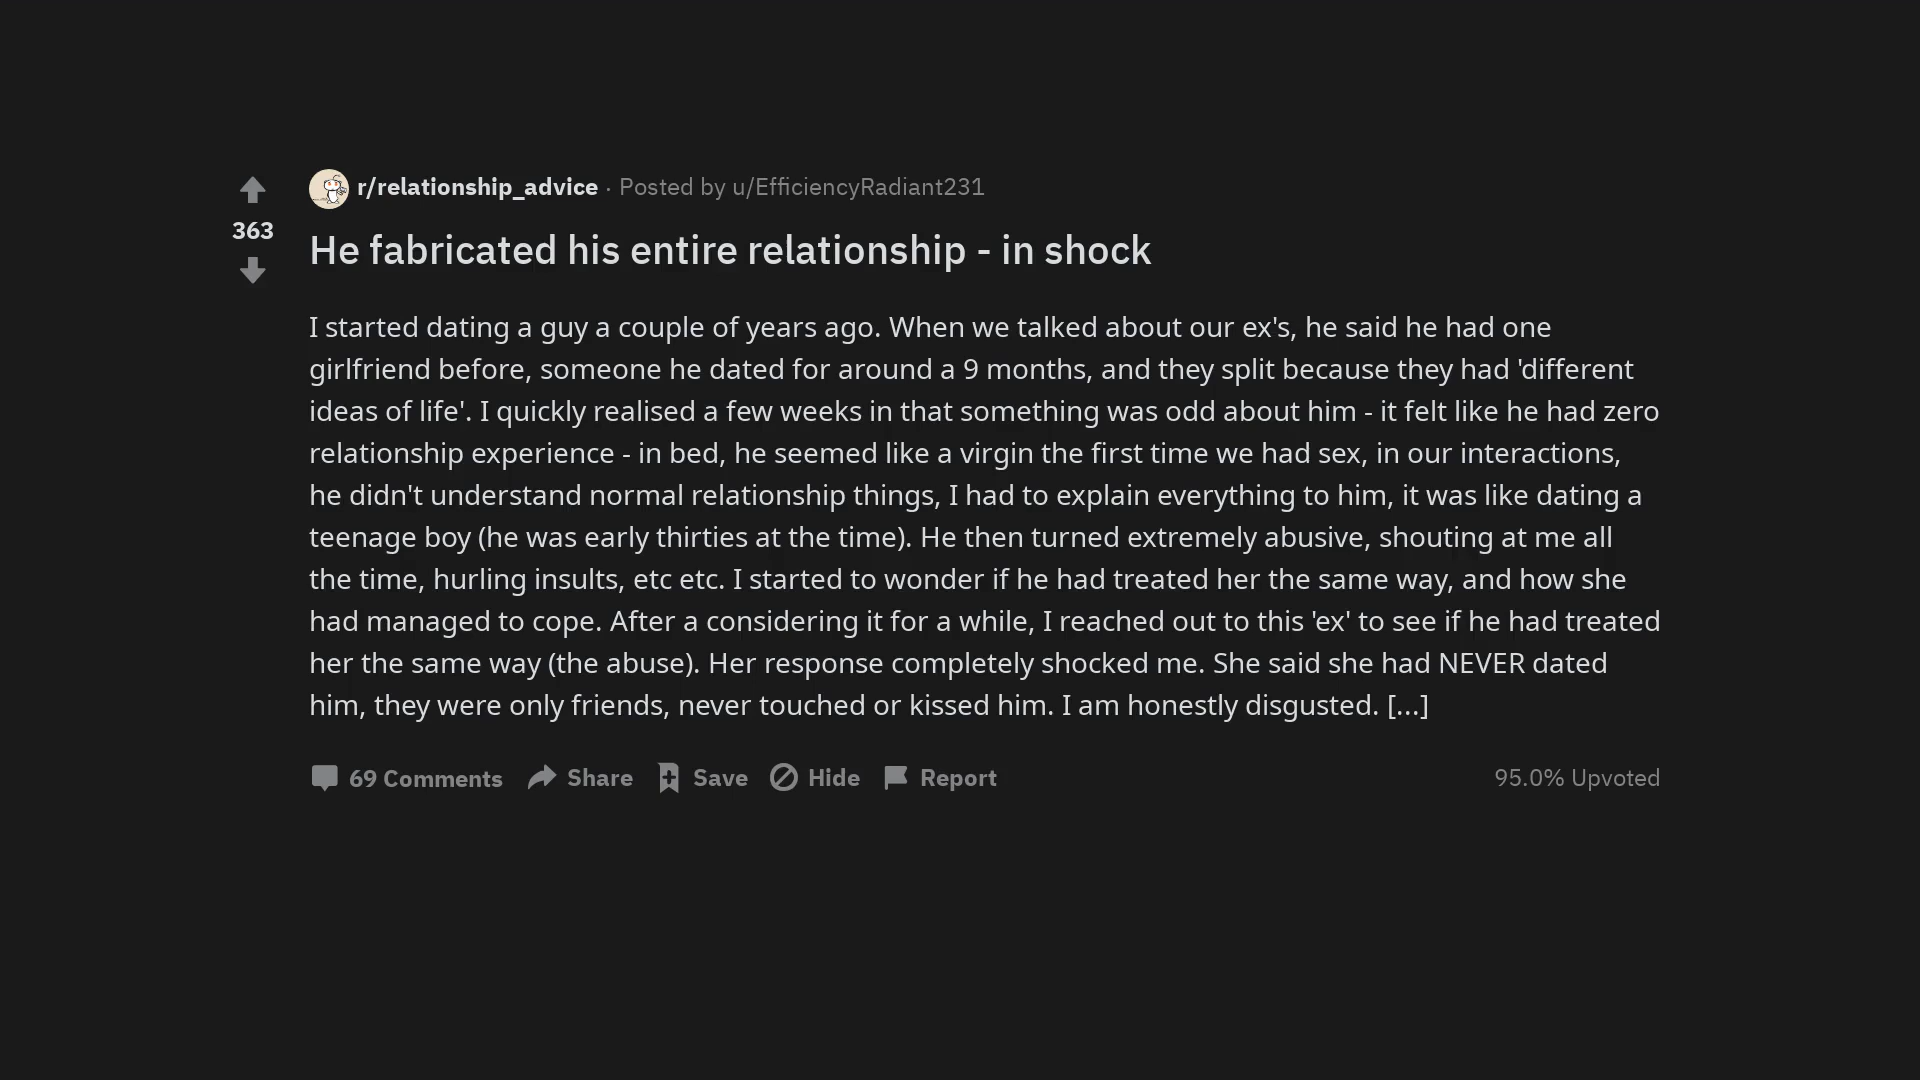 r/relationship_advice · Posted by u/EfficiencyRadiant231
363
He fabricated his entire relationship - in shock
I started dating a guy a couple of years ago. When we talked about our ex's, he said he had one
girlfriend before, someone he dated for around a 9 months, and they split because they had 'different
ideas of life'. I quickly realised a few weeks in that something was odd about him - it felt like he had zero
relationship experience - in bed, he seemed like a virgin the first time we had sex, in our interactions,
he didn't understand normal relationship things, I had to explain everything to him, it was like dating a
teenage boy (he was early thirties at the time). He then turned extremely abusive, shouting at me all
the time, hurling insults, etc etc. I started to wonder if he had treated her the same way, and how she
had managed to cope. After a considering it for a while, I reached out to this 'ex' to see if he had treated
her the same way (the abuse). Her response completely shocked me. She said she had NEVER dated
him, they were only friends, never touched or kissed him. I am honestly disgusted. [...]
69 Comments Share Save Hide Report 95.0% Upvoted